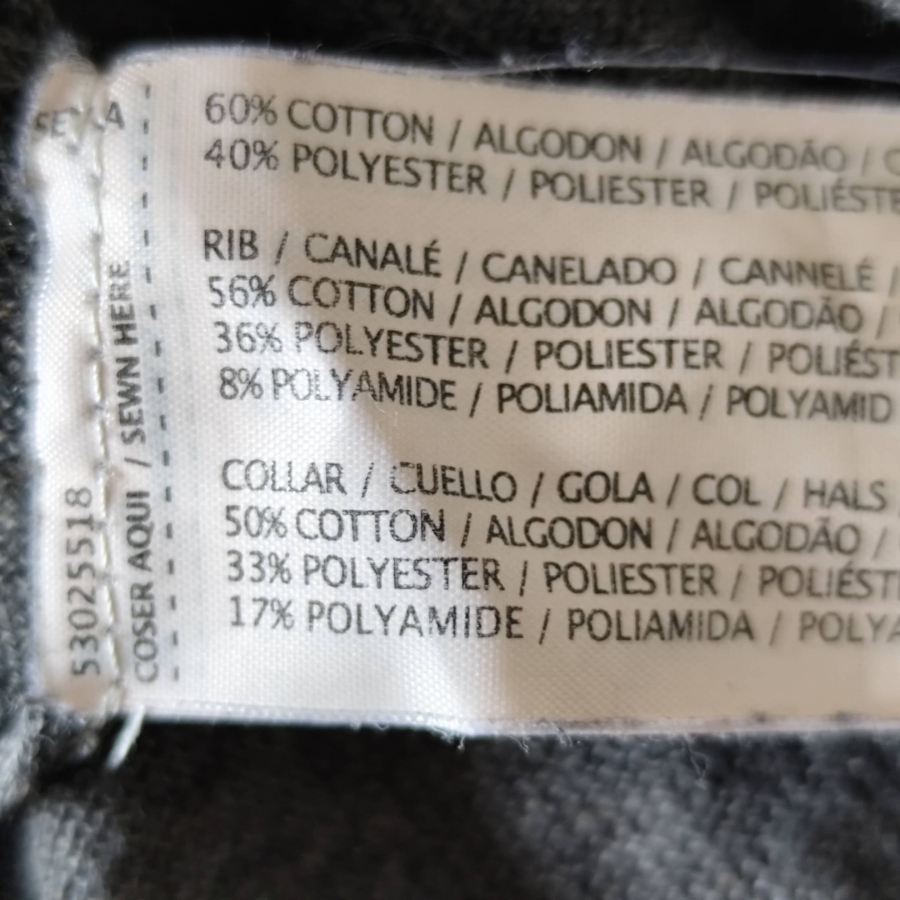 60% COTTON / ALGODON / ALGODÃO /
40% POLYESTER / POLIESTER / POLIÉSTE
RIB / CANALÉ / CANELADO / CANNELÉ /
56% COTTON / ALGODON / ALGODÃO /
36% POLYESTER / POLIESTER / POLIÉST
8% POLYAMIDE / POLIAMIDA / POLYAMID
COLLAR / CUELLO / GOLA / COL / HALS
50% COTTON / ALGODON / ALGODÃO /
33% POLYESTER / POLIESTER / POLIÉST
17% POLYAMIDE / POLIAMIDA / POLYA
COSER AQUI / SEWN HERE
53025518